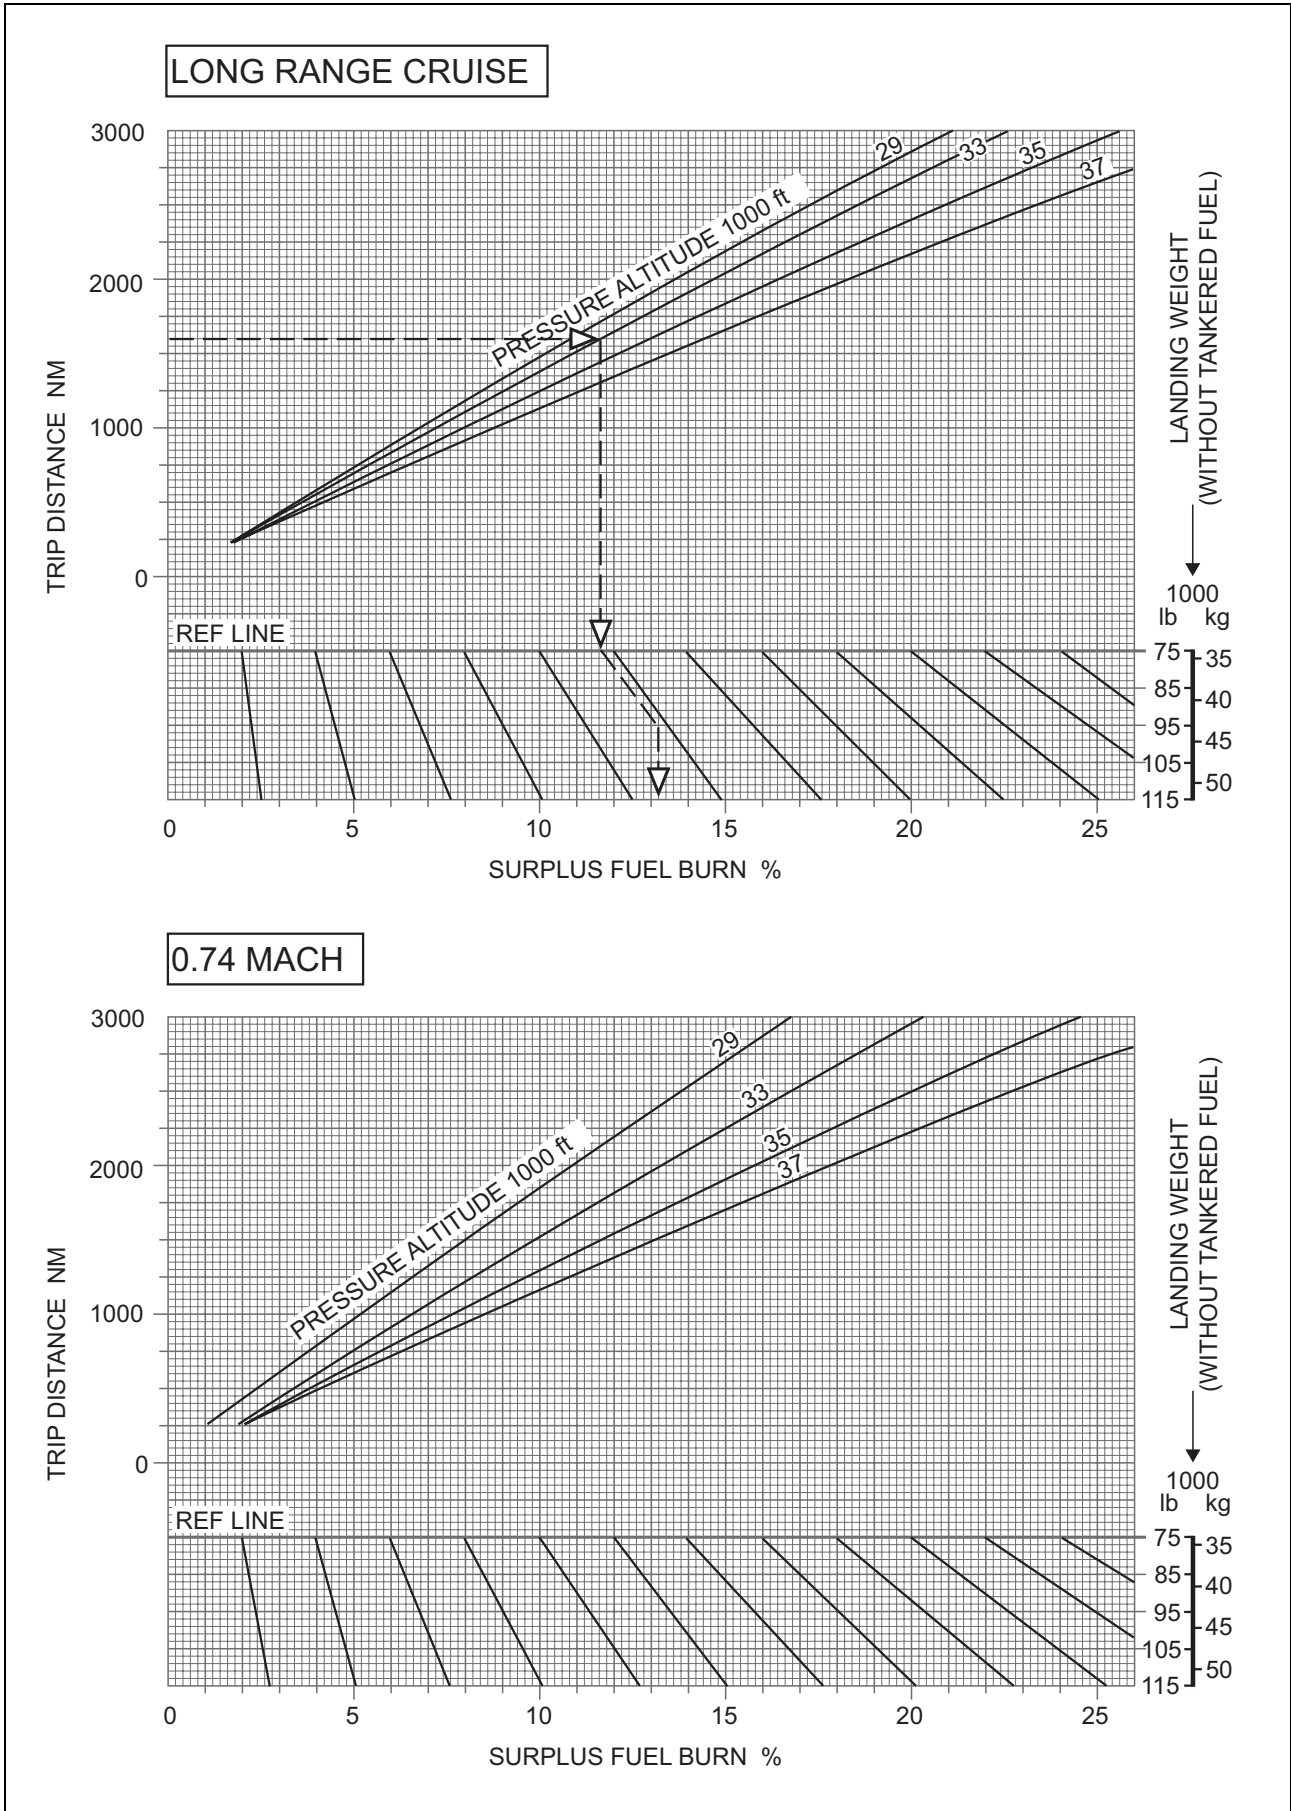 LONG RANGE CRUISE
3000
2000
1000
0
TRIP DISTANCE NM
PRESSURE ALTITUDE 1000 ft
29
33
35
37
LANDING WEIGHT
(WITHOUT TANKERED FUEL)
1000
lb kg
REF LINE
75
35
85
40
95
45
105
50
115
0 5 10 15 20 25
SURPLUS FUEL BURN %
0.74 MACH
3000
2000
1000
0
TRIP DISTANCE NM
PRESSURE ALTITUDE 1000 ft
29
33
35
37
LANDING WEIGHT
(WITHOUT TANKERED FUEL)
1000
lb kg
REF LINE
75
35
85
40
95
45
105
50
115
0 5 10 15 20 25
SURPLUS FUEL BURN %